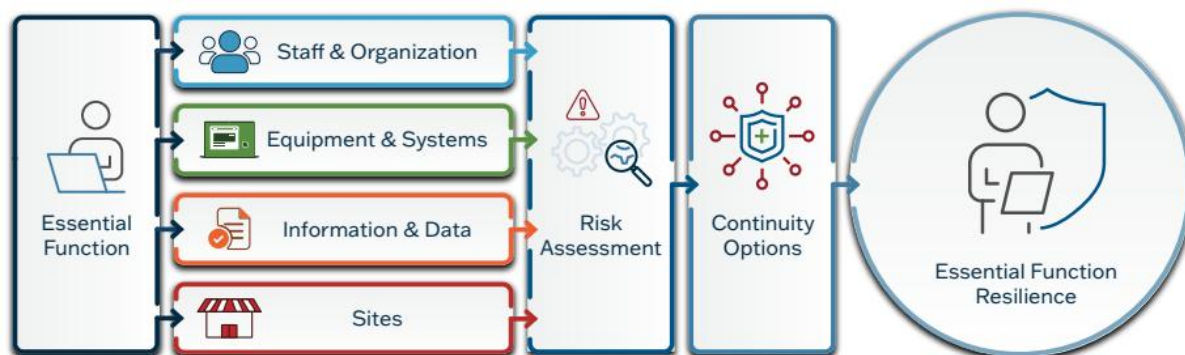 Essential
Function
Staff & Organization
Equipment & Systems
Information & Data
Sites
Risk
Assessment
Continuity
Options
Essential Function
Resilience